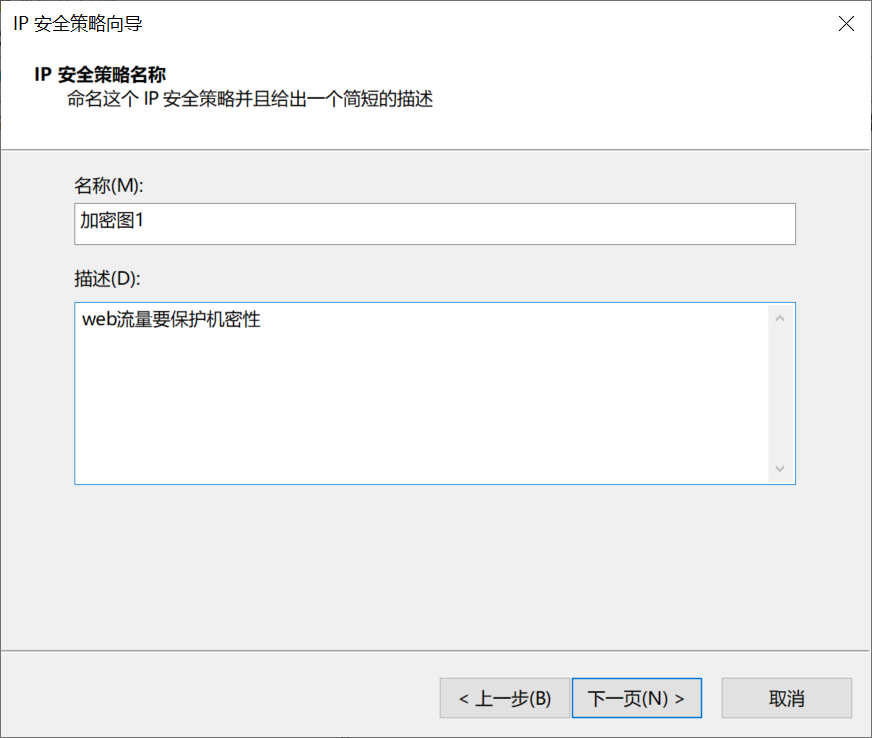 IP 安全策略向导
IP 安全策略名称
命名这个 IP 安全策略并且给出一个简短的描述
名称(M):
加密图1
描述(D):
web流量要保护机密性
< 上一步(B) 下一页(N) > 取消